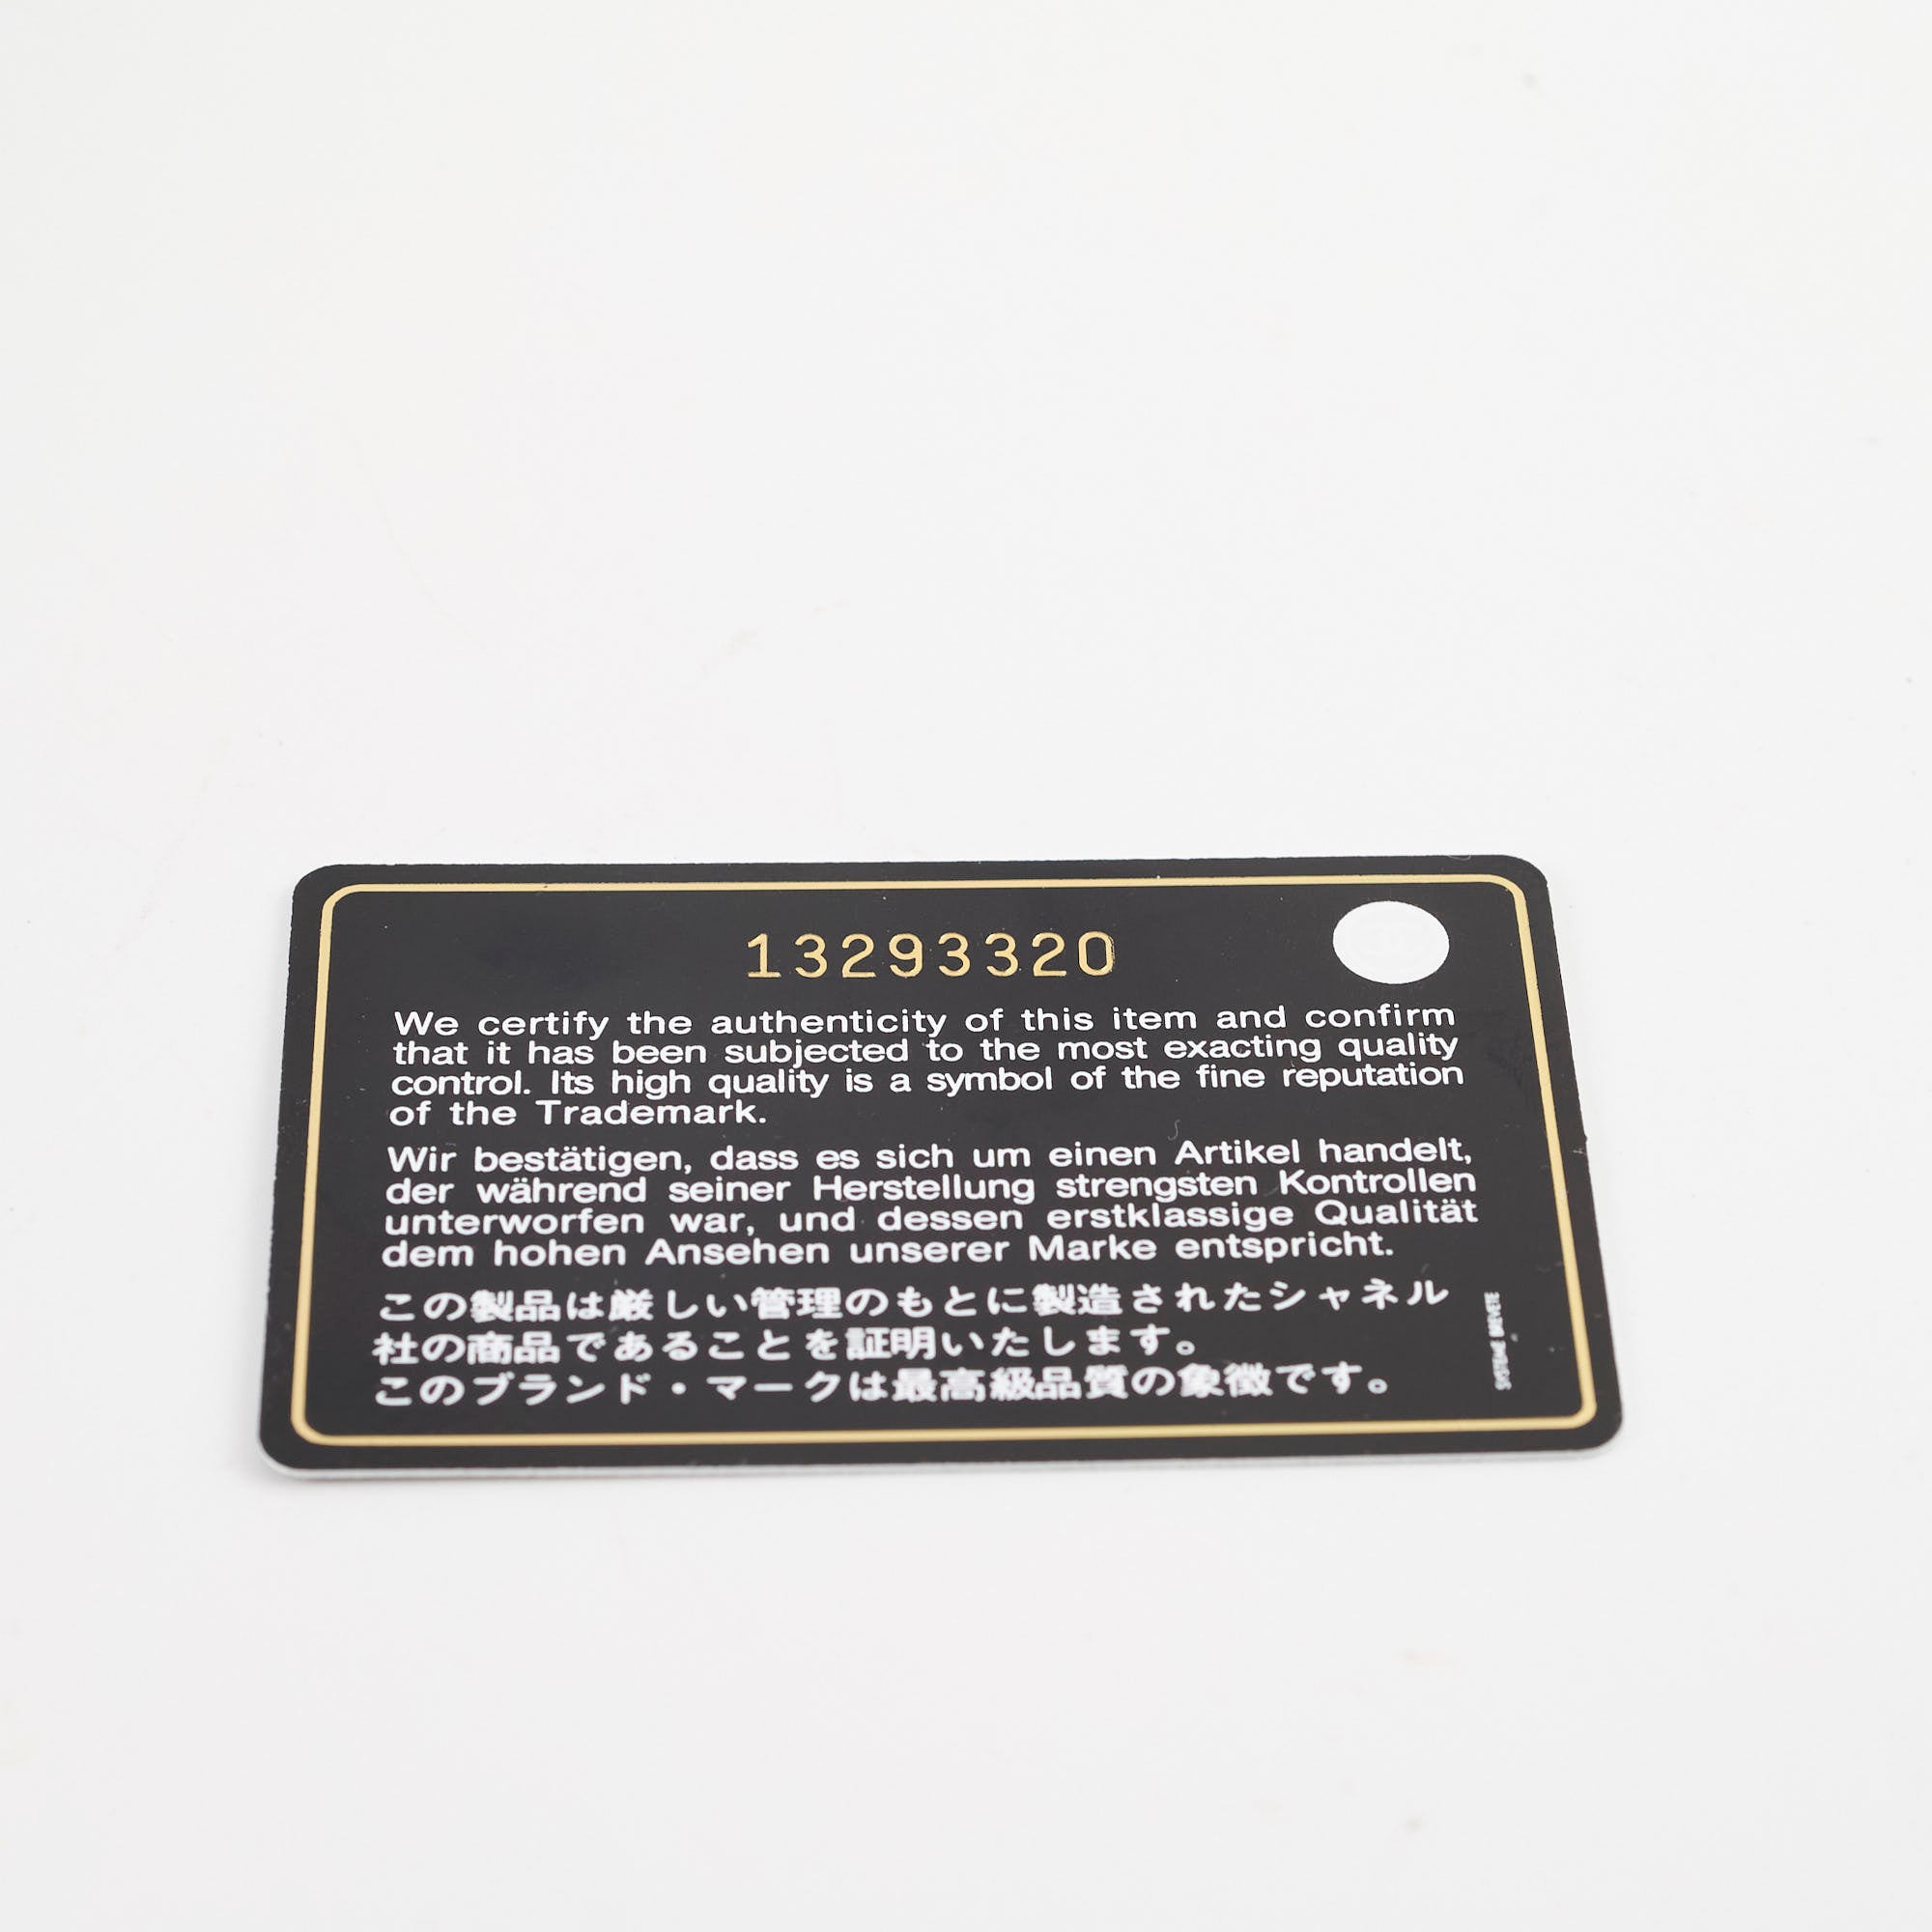 13293320
We certify the authenticity of this item and confirm
that it has been subjected to the most exacting quality
control. Its high quality is a symbol of the fine reputation
of the Trademark.
Wir bestätigen, dass es sich um einen Artikel handelt,
der während seiner Herstellung strengsten Kontrollen
unterworfen war, und dessen erstklassige Qualität
dem hohen Ansehen unserer Marke entspricht.
この製品は厳しい管理のもとに製造されたシャネル
社の商品であることを証明いたします。
このブランド・マークは最高級品質の象徴です。
SYSTEME BREVETE